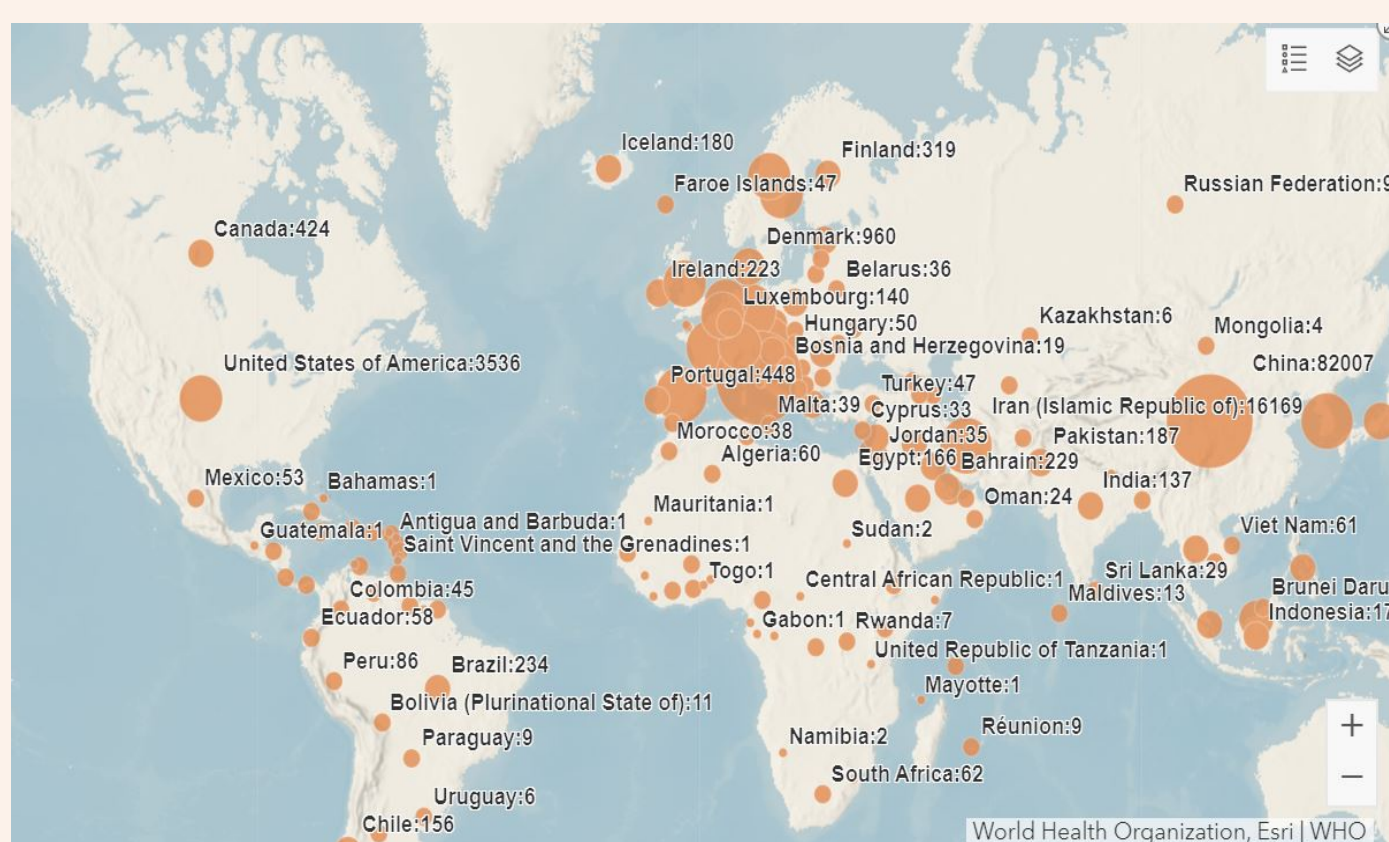 Iceland:180
Finland:319
Faroe Islands:47
Russian Federation:9
Canada:424
Denmark:960
Ireland:223
Belarus:36
Luxembourg:140
Kazakhstan:6
Hungary:50
Mongolia:4
Bosnia and Herzegovina:19
United States of America:3536
China:82007
Portugal:448
Turkey:47
Malta:39
Cyprus:33
Iran (Islamic Republic of):16169
Morocco:38
Jordan:35
Pakistan:187
Algeria:60
Egypt:166
Bahrain:229
Mexico:53
Bahamas:1
India:137
Mauritania:1
Oman:24
Guatemala:1
Antigua and Barbuda:1
Sudan:2
Viet Nam:61
Saint Vincent and the Grenadines:1
Togo:1
Sri Lanka:29
Central African Republic:1
Colombia:45
Maldives:13
Brunei Daru
Ecuador:58
Gabon:1
Rwanda:7
Indonesia:17
United Republic of Tanzania:1
Peru:86
Brazil:234
Mayotte:1
Bolivia (Plurinational State of):11
Réunion:9
Paraguay:9
Namibia:2
South Africa:62
Uruguay:6
Chile:156
World Health Organization, Esri | WHO